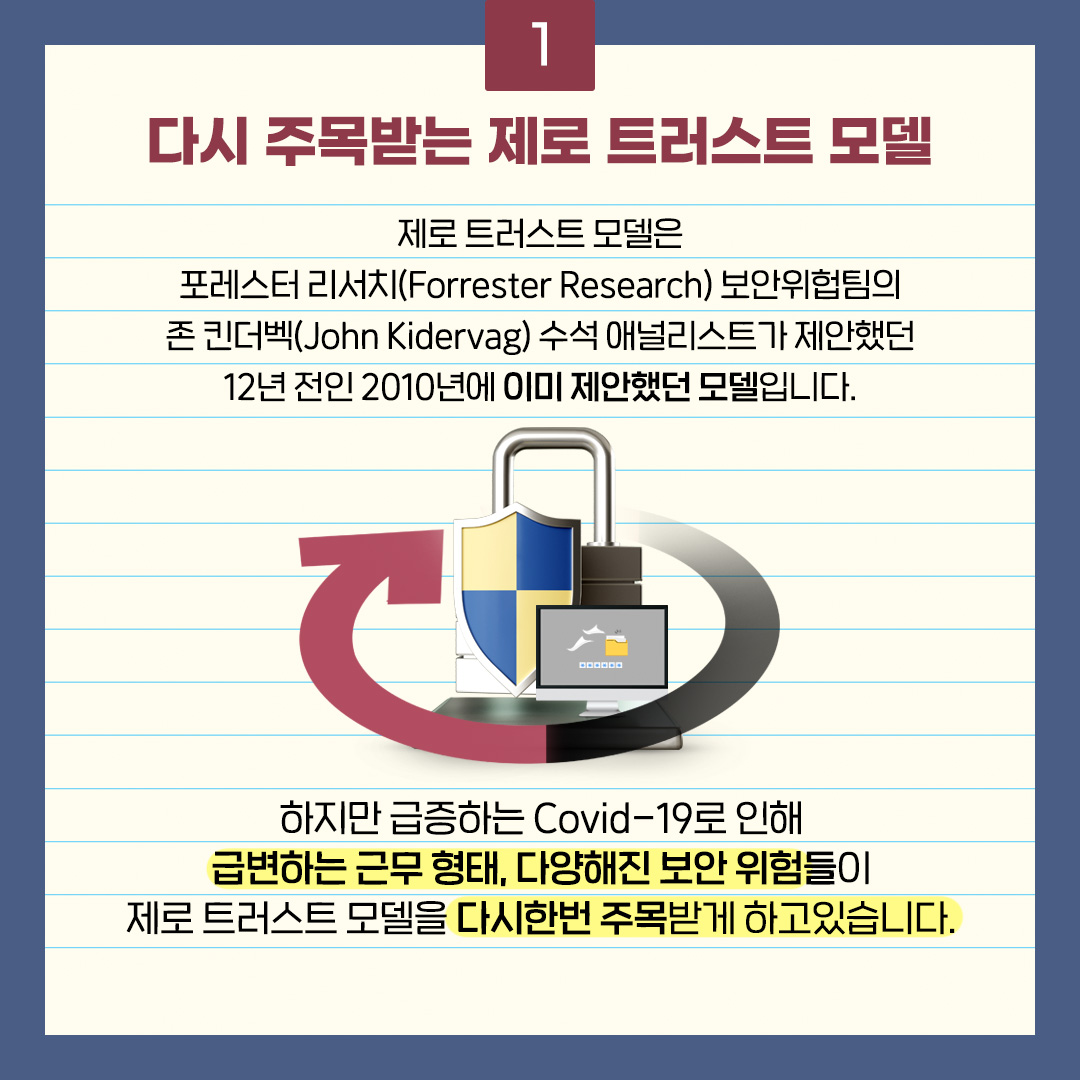 1
다시 주목받는 제로 트러스트 모델
제로 트러스트 모델은
포레스터 리서치(Forrester Research) 보안위헙팀의
존 킨더벡(John Kidervag) 수석 애널리스트가 제안했던
12년 전인 2010년에 이미 제안했던 모델입니다.
하지만 급증하는 Covid-19로 인해
급변하는 근무 형태, 다양해진 보안 위험들이
제로 트러스트 모델을 다시한번 주목받게 하고있습니다.